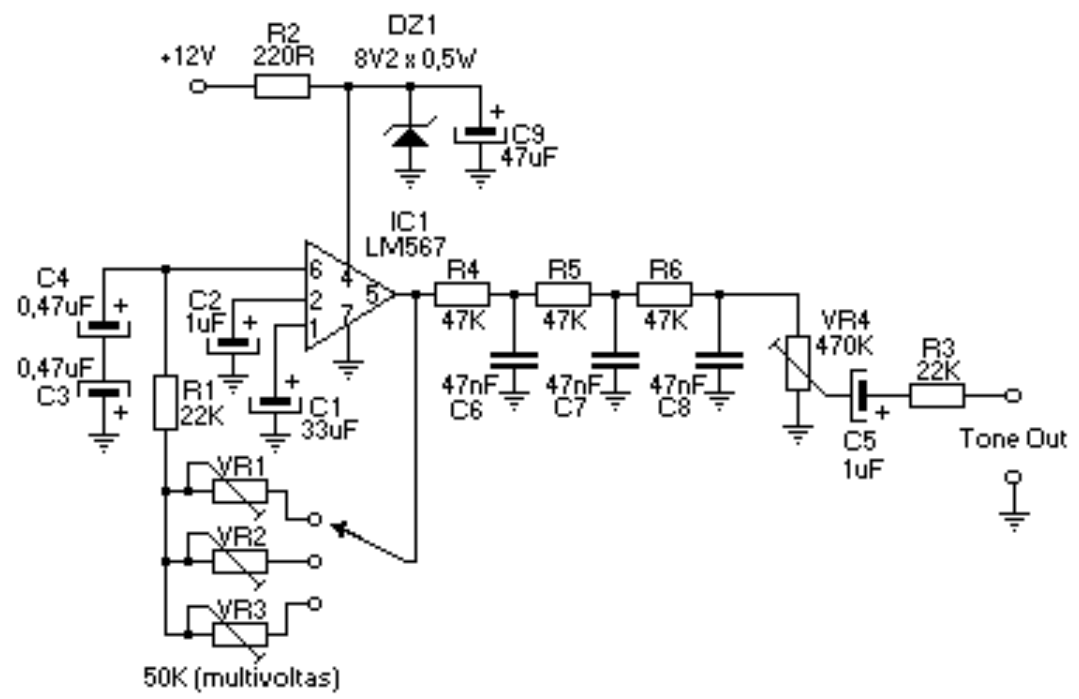 DZ1
8V2 x 0,5W
R2
220R
+12V
+
C9
47uF
IC1
LM567
6
4
2
5
1
7
C4
0,47uF
+
0,47uF
C3
+
C2
1uF
+
R1
22K
+
C1
33uF
R4
47K
R5
47K
R6
47K
47nF
C6
47nF
C7
47nF
C8
VR4
470K
R3
22K
+
C5
1uF
Tone Out
VR1
VR2
VR3
50K (multivoltas)